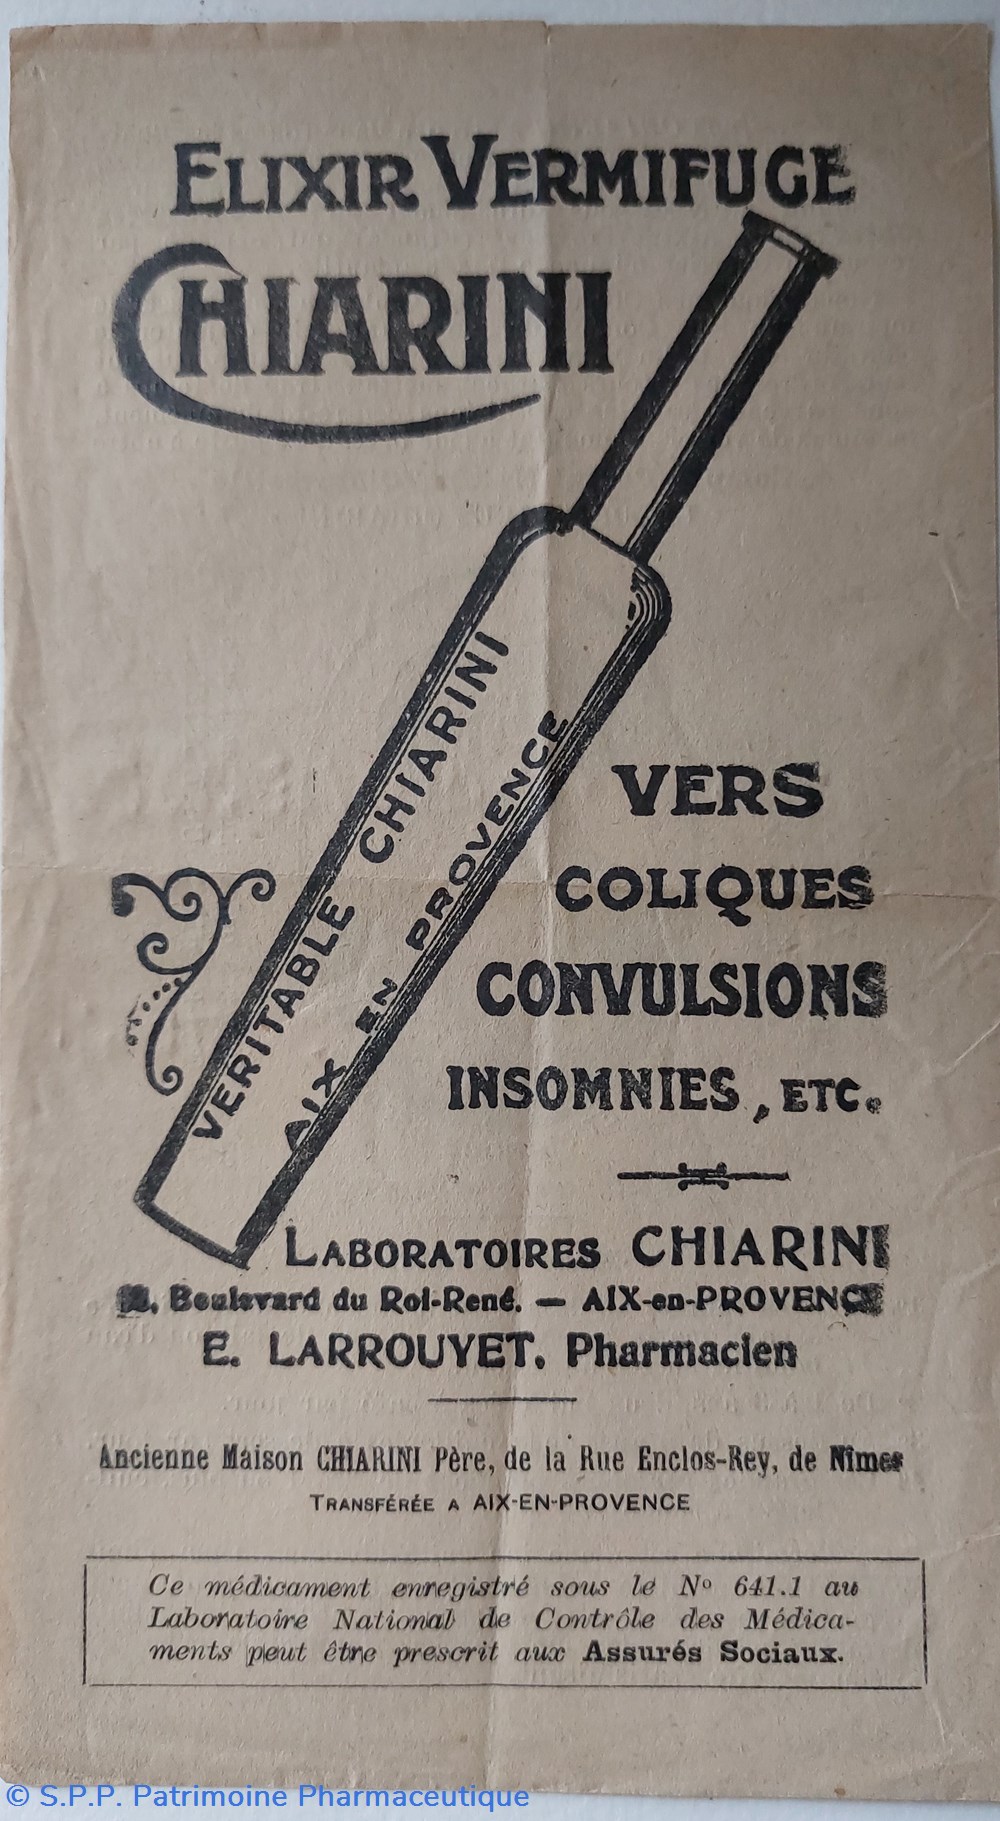 ELIXIR VERMIFUGE
CHIARINI
VERITABLE CHIARINI
AIX EN PROVENCE
VERS
COLIQUES
CONVULSIONS
INSOMNIES, ETC.
LABORATOIRES CHIARINI
Boulevard du Roi-René. — AIX-en-PROVENCE
E. LARROUYET. Pharmacien
Ancienne Maison CHIARINI Père, de la Rue Enclos-Rey, de Nîmes
TRANSFÉRÉE A AIX-EN-PROVENCE
Ce médicament enregistré sous le No 641.1 au
Laboratoire National de Contrôle des Médica-
ments peut être prescrit aux Assurés Sociaux.
© S.P.P. Patrimoine Pharmaceutique